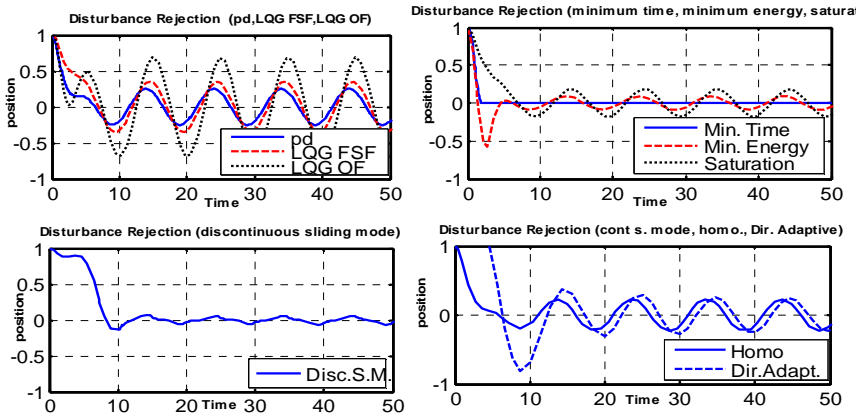 Disturbance Rejection (pd,LQG FSF,LQG OF)
1
0.5
0
-0.5
-1
position
pd
LQG FSF
LQG OF
0
10
20
30
40
50
Time
Disturbance Rejection (minimum time, minimum energy, saturat
1
0.5
0
-0.5
-1
position
Min. Time
Min. Energy
Saturation
0
10
20
30
40
50
Time
Disturbance Rejection (discontinuous sliding mode)
1
0.5
0
-0.5
-1
position
Disc.S.M.
0
10
20
30
40
50
Time
Disturbance Rejection (cont s. mode, homo., Dir. Adaptive)
1
0.5
0
-0.5
-1
position
Homo
Dir.Adapt.
0
10
20
30
40
50
Time